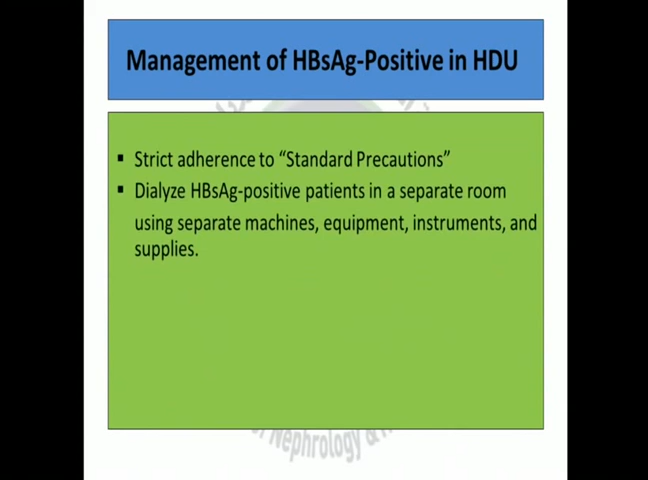 Management of HBsAg-Positive in HDU
▪ Strict adherence to “Standard Precautions”
▪ Dialyze HBsAg-positive patients in a separate room
using separate machines, equipment, instruments, and
supplies.
Nephrology &